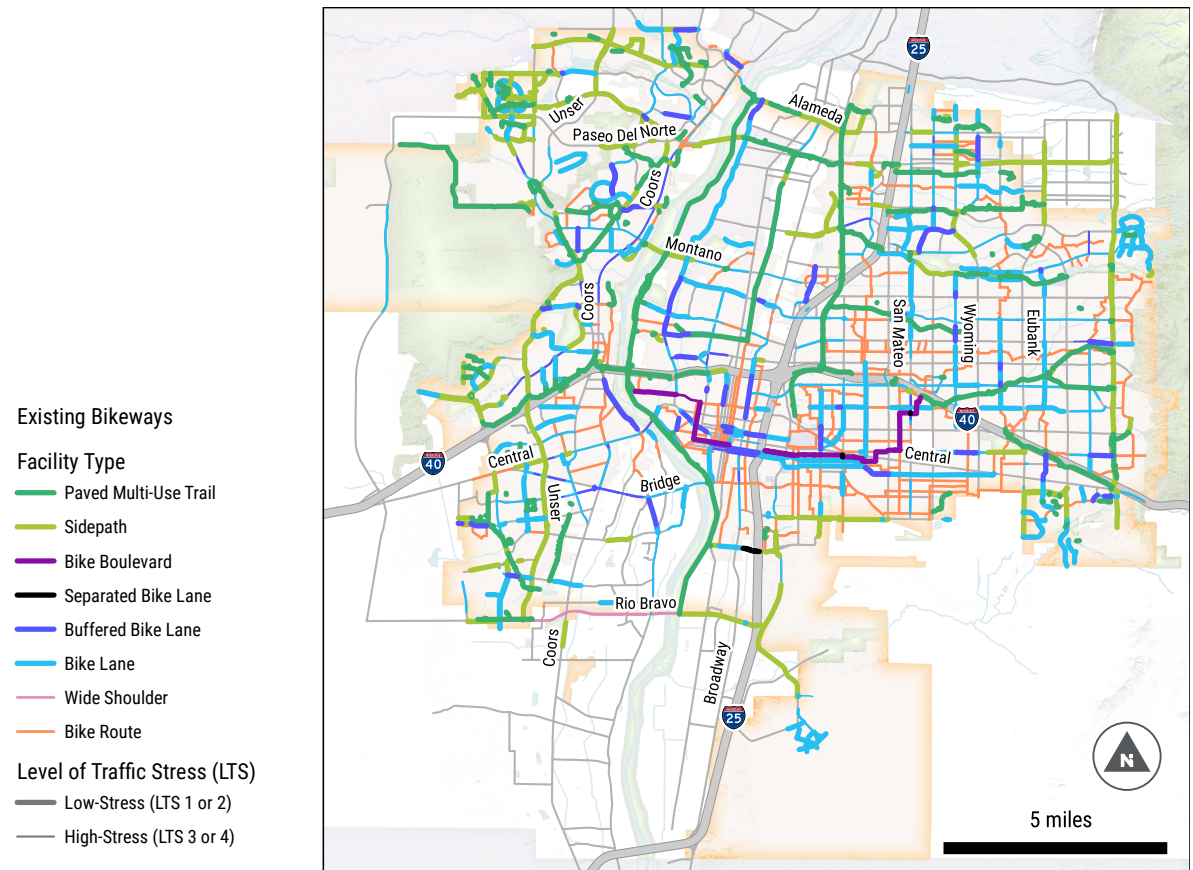 Existing Bikeways
Facility Type
Paved Multi-Use Trail
Sidepath
Bike Boulevard
Separated Bike Lane
Buffered Bike Lane
Bike Lane
Wide Shoulder
Bike Route
Level of Traffic Stress (LTS)
Low-Stress (LTS 1 or 2)
High-Stress (LTS 3 or 4)
25
Alameda
Unser
Paseo Del Norte
Coors
Montano
Coors
San Mateo
Wyoming
Eubank
40
Central
Central
40
Bridge
Unser
Rio Bravo
Coors
Broadway
25
N
5 miles